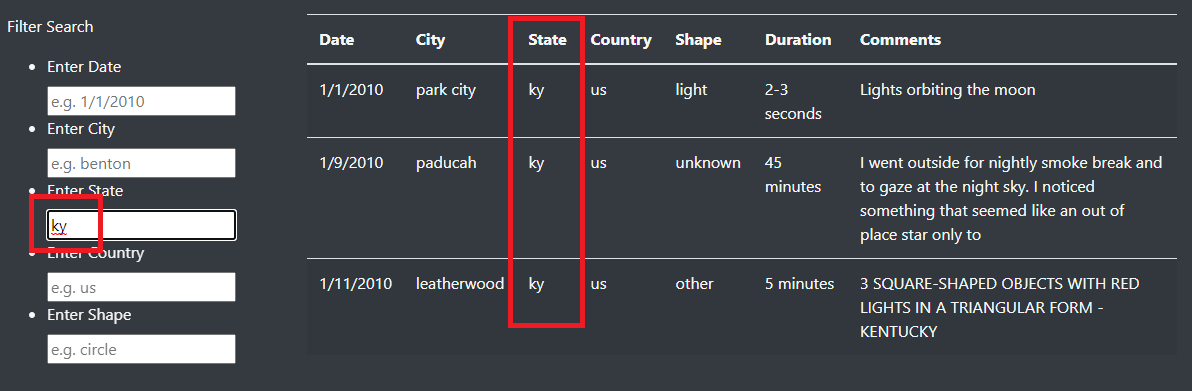 Filter Search
Enter Date
e.g. 1/1/2010
Enter City
e.g. benton
Enter State
ky
Enter Country
e.g. us
Enter Shape
e.g. circle
Date City State Country Shape Duration Comments
1/1/2010 park city ky us light 2-3 Lights orbiting the moon
seconds
1/9/2010 paducah ky us unknown 45 I went outside for nightly smoke break and
minutes to gaze at the night sky. I noticed
something that seemed like an out of
place star only to
1/11/2010 leatherwood ky us other 5 minutes 3 SQUARE-SHAPED OBJECTS WITH RED
LIGHTS IN A TRIANGULAR FORM -
KENTUCKY